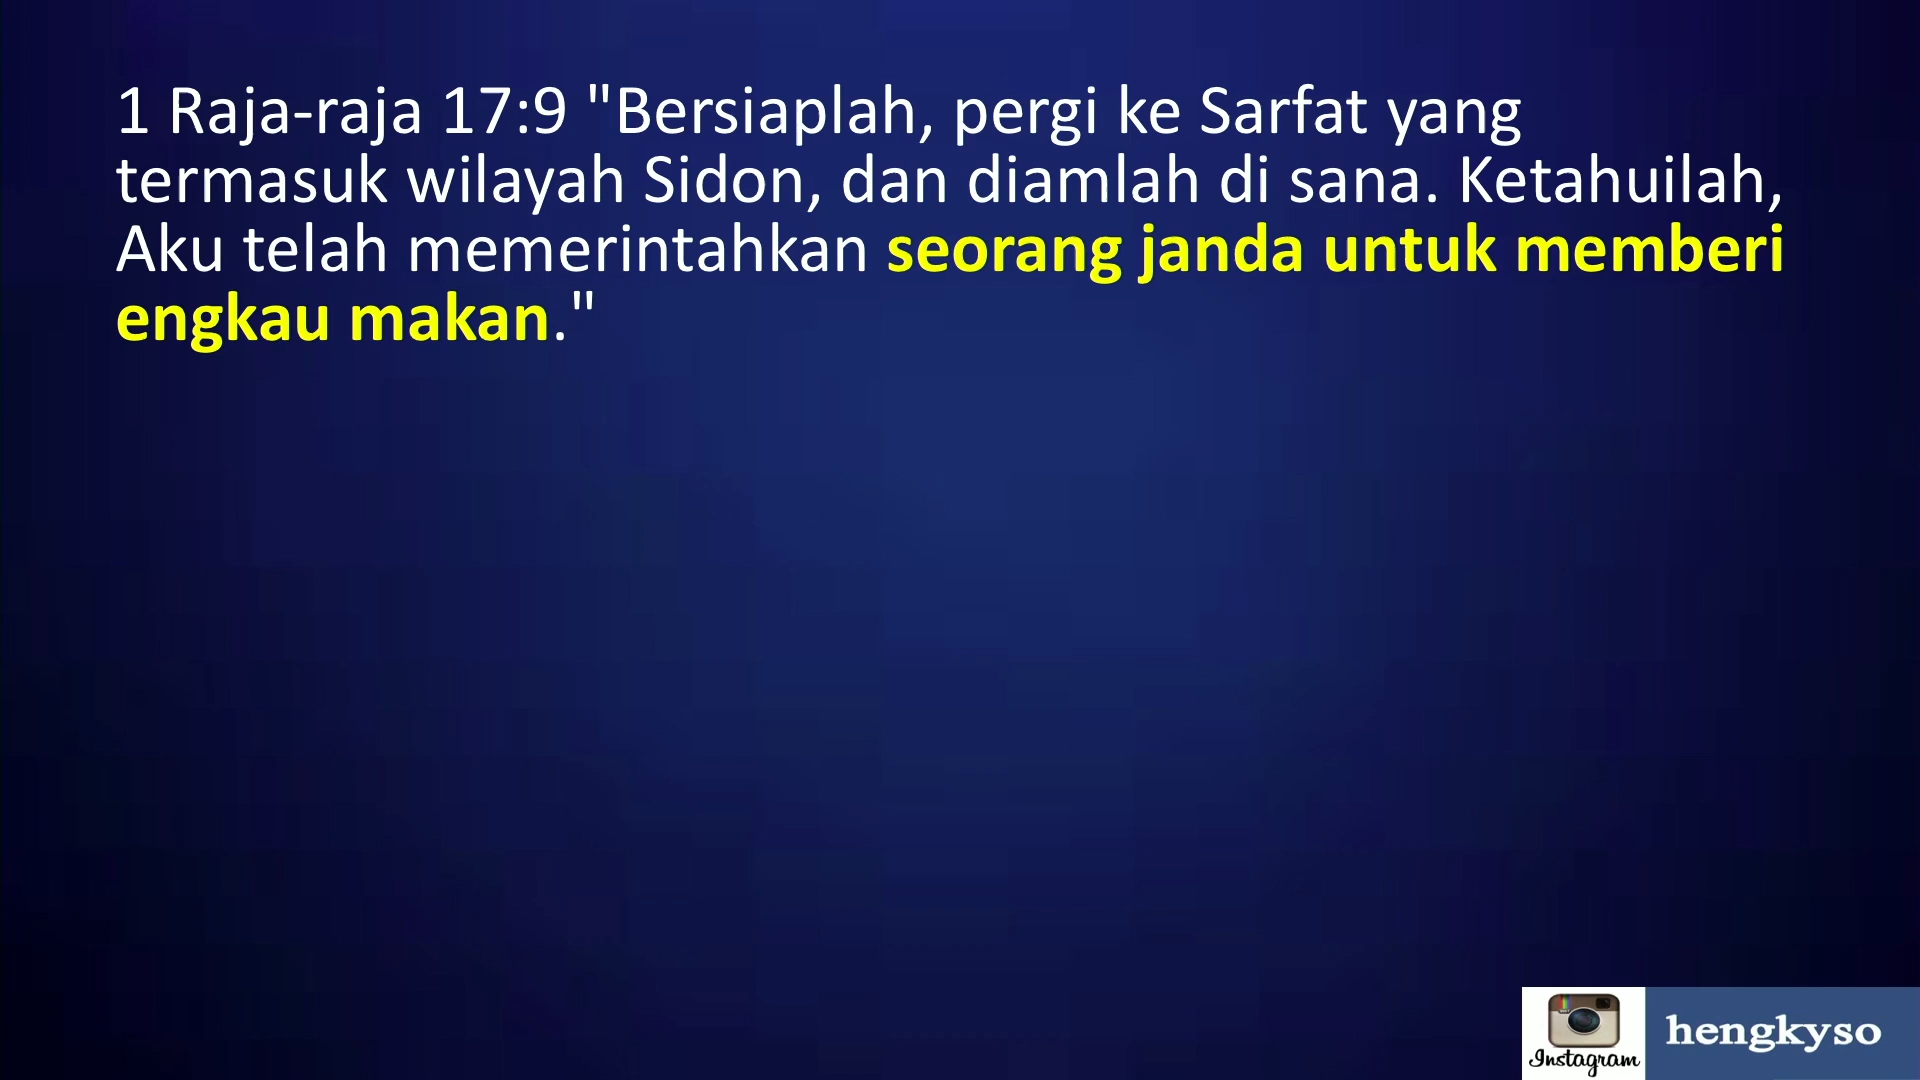 1 Raja-raja 17:9 "Bersiaplah, pergi ke Sarfat yang
termasuk wilayah Sidon, dan diamlah di sana. Ketahuilah,
Aku telah memerintahkan seorang janda untuk memberi
engkau makan."
Instagram
hengkyso